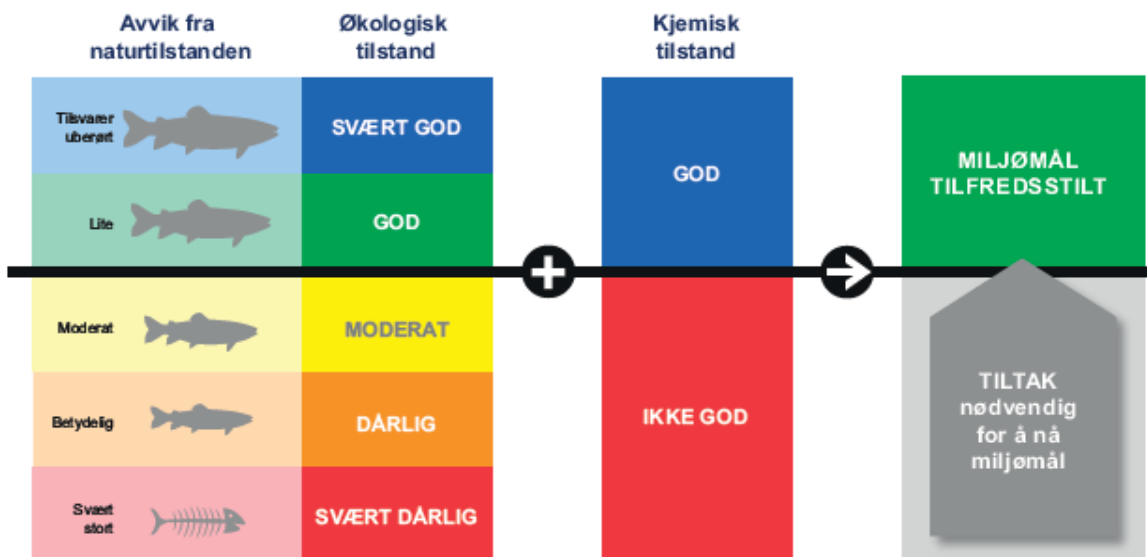 Avvik fra
naturtilstanden
Økologisk
tilstand
Kjemisk
tilstand
Tilsvarer
uberørt
SVÆRT GOD
GOD
MILJØMÅL
TILFREDSSTILT
Lite
GOD
Moderat
MODERAT
Betydelig
DÅRLIG
IKKE GOD
TILTAK
nødvendig
for å nå
miljømål
Svært
stort
SVÆRT DÅRLIG